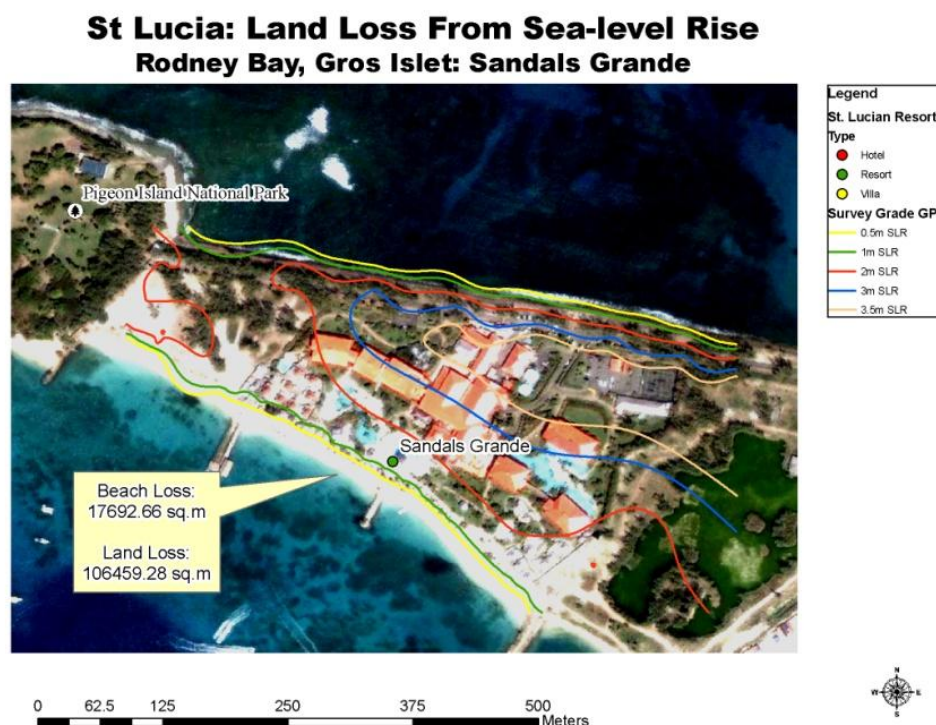 St Lucia: Land Loss From Sea-level Rise
Rodney Bay, Gros Islet: Sandals Grande
Pigeon Island National Park
Sandals Grande
Beach Loss:
17692.66 sq.m
Land Loss:
106459.28 sq.m
Legend
St. Lucian Resort
Type
Hotel
Resort
Villa
Survey Grade GP
0.5m SLR
1m SLR
2m SLR
3m SLR
3.5m SLR
N
W E
S
0 62.5 125 250 375 500
Meters